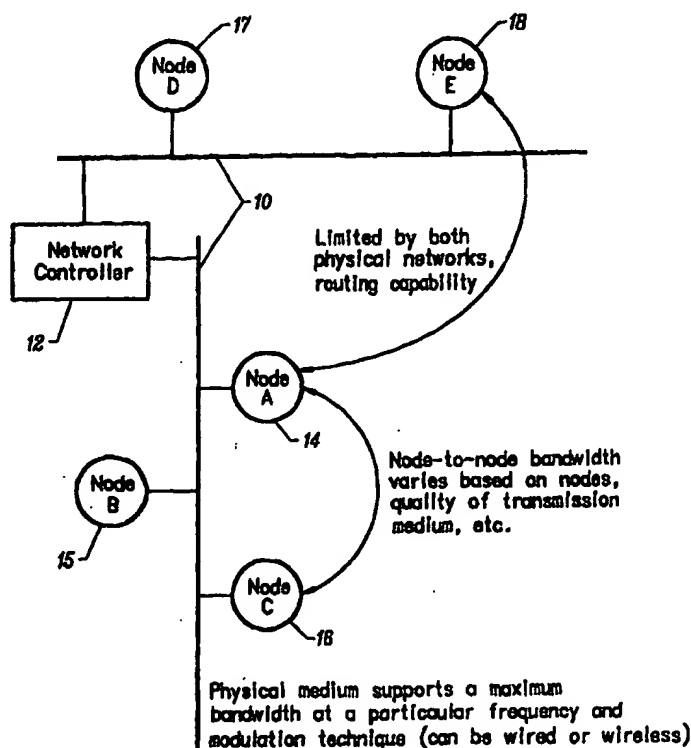 17
18
Node
D
Node
E
10
Network
Controller
12
Limited by both
physical networks,
routing capability
Node
A
14
Node
B
15
Node-to-node bandwidth
varies based on nodes,
quality of transmission
medium, etc.
Node
C
16
Physical medium supports a maximum
bandwidth at a particular frequency and
modulation technique (can be wired or wireless)